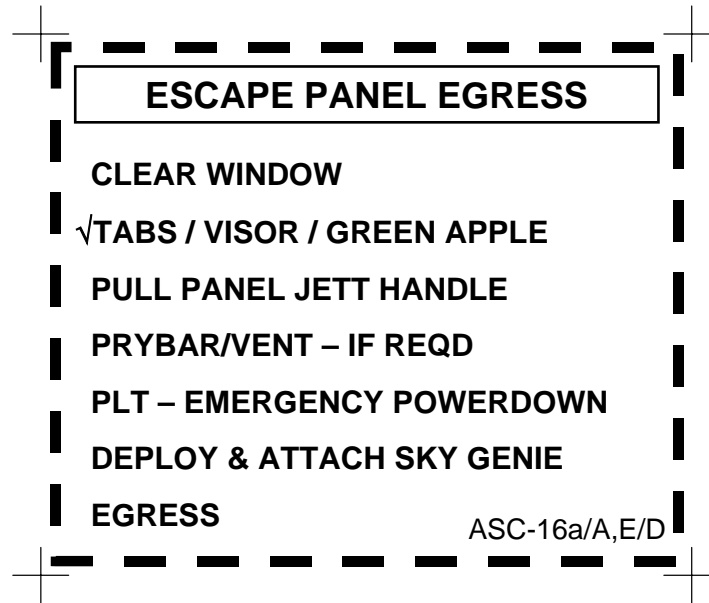 ESCAPE PANEL EGRESS
CLEAR WINDOW
√TABS / VISOR / GREEN APPLE
PULL PANEL JETT HANDLE
PRYBAR/VENT – IF REQD
PLT – EMERGENCY POWERDOWN
DEPLOY & ATTACH SKY GENIE
EGRESS
ASC-16a/A,E/D